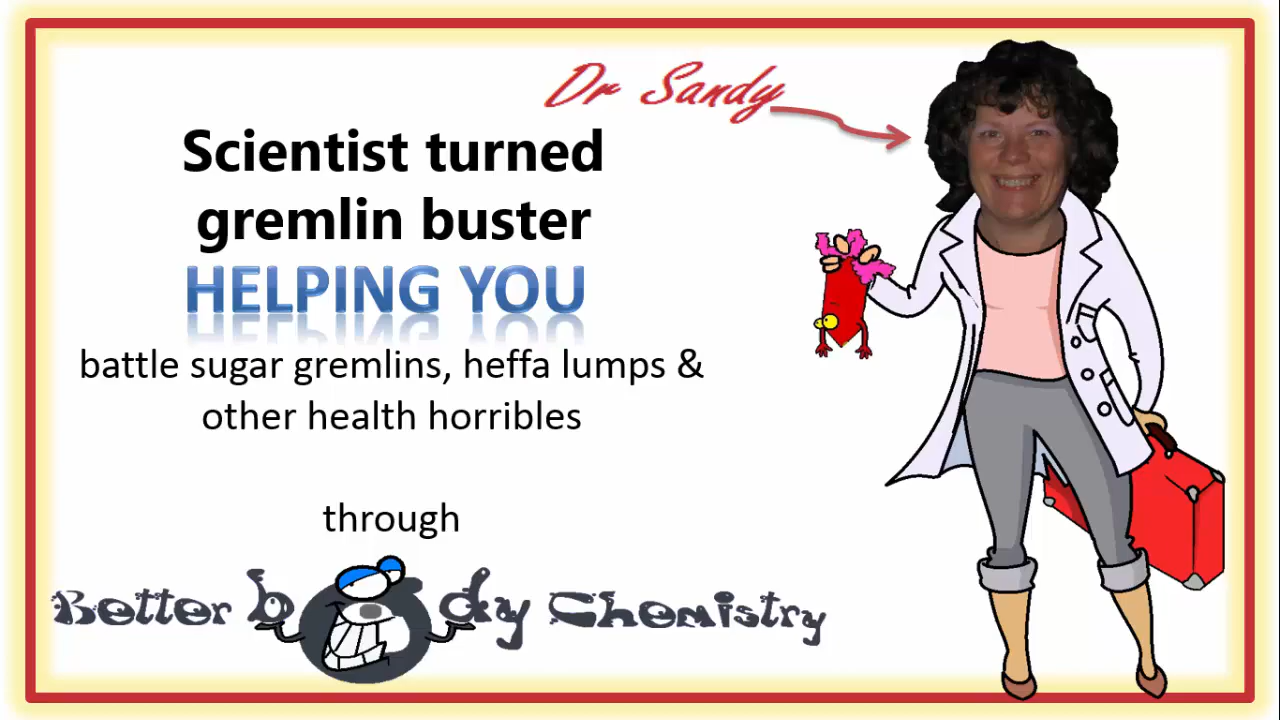 Dr Sandy
Scientist turned
gremlin buster
HELPING YOU
battle sugar gremlins, heffa lumps &
other health horribles
through
Better body Chemistry